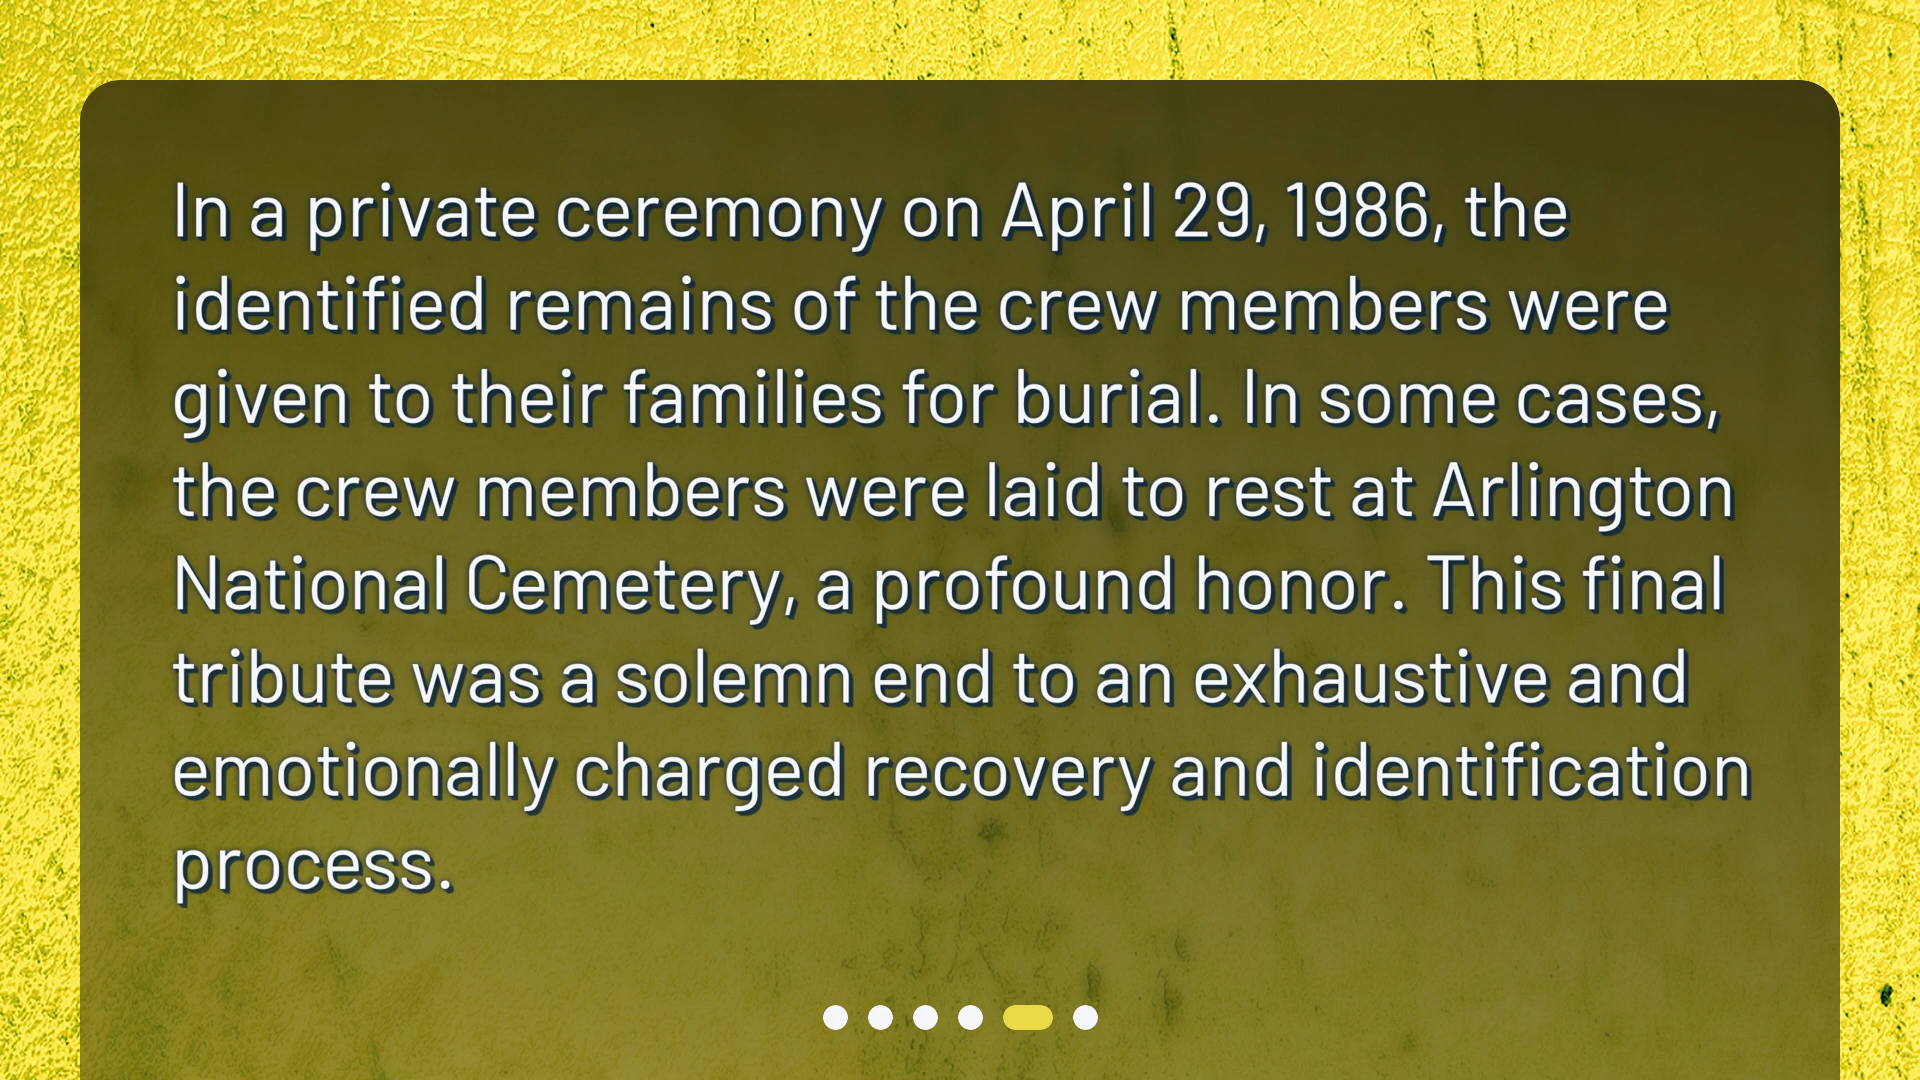 In a private ceremony on April 29, 1986, the
identified remains of the crew members were
given to their families for burial. In some cases,
the crew members were laid to rest at Arlington
National Cemetery, a profound honor. This final
tribute was a solemn end to an exhaustive and
emotionally charged recovery and identification
process.